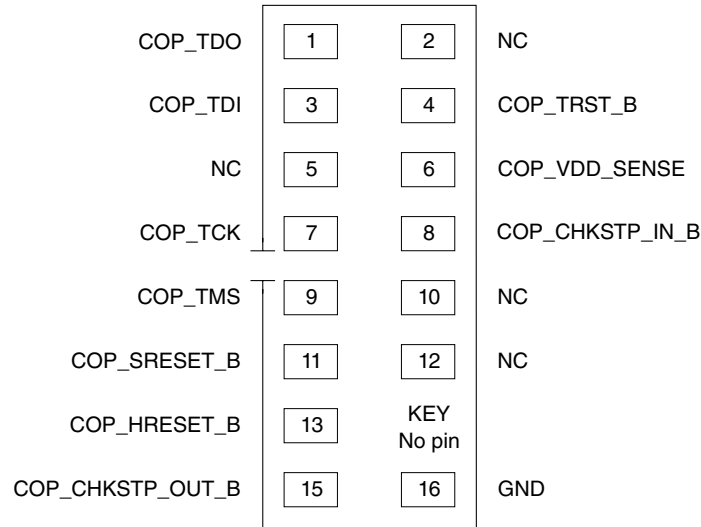 COP_TDO 1 2 NC
COP_TDI 3 4 COP_TRST_B
NC 5 6 COP_VDD_SENSE
COP_TCK 7 8 COP_CHKSTP_IN_B
COP_TMS 9 10 NC
COP_SRESET_B 11 12 NC
COP_HRESET_B 13 KEY
No pin
COP_CHKSTP_OUT_B 15 16 GND